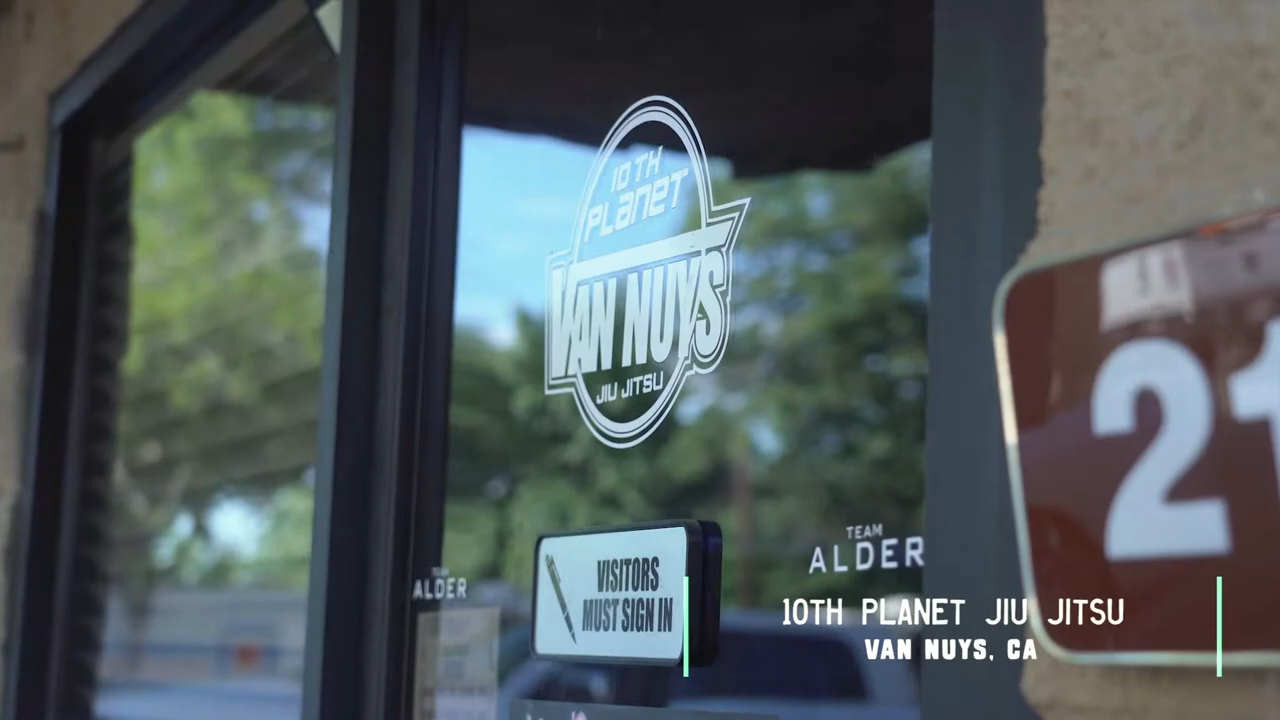 10TH
PLANET
VAN NUYS
JIU JITSU
TEAM
ALDER
ALDER
VISITORS
MUST SIGN IN
21
10TH PLANET JIU JITSU
VAN NUYS, CA